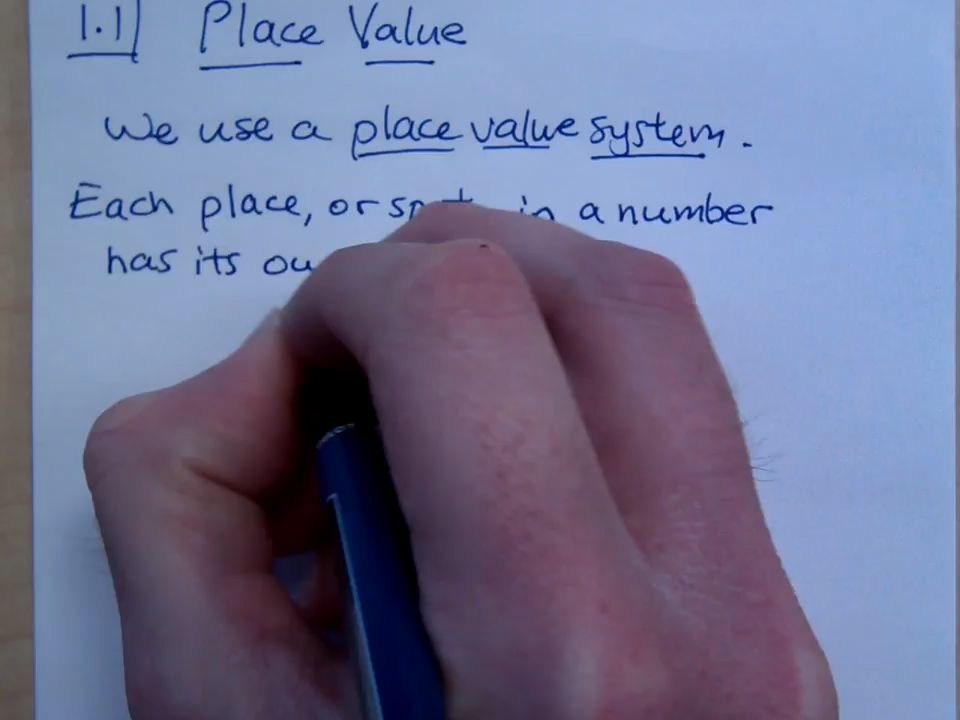 1.1 Place Value
We use a place value system.
Each place, or in a number
has its